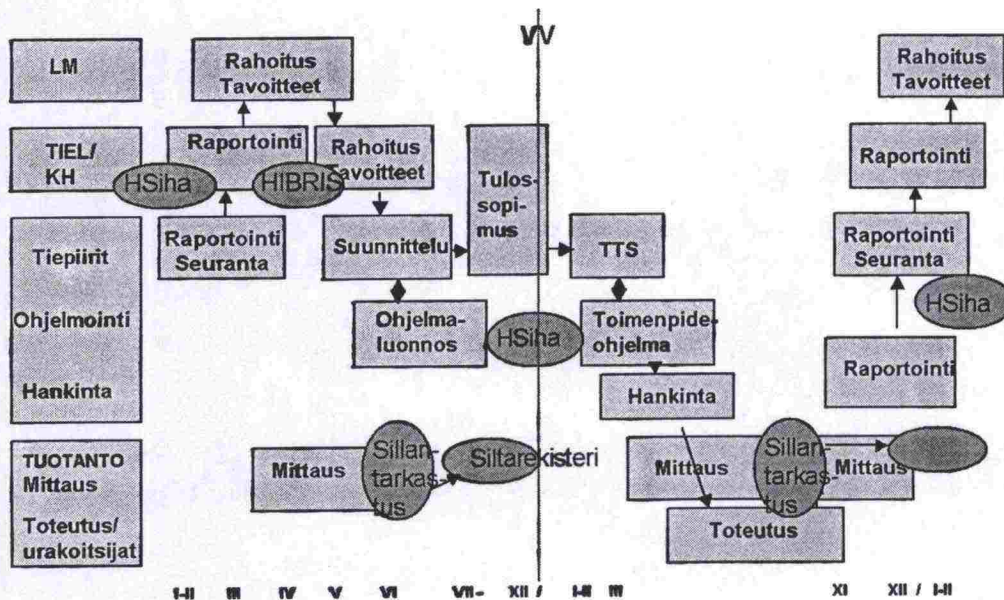 VV
LM
Rahoitus
Tavoitteet
Rahoitus
Tavoitteet
TIEL/
KH
Raportointi
Rahoitus
Tavoitteet
Tulos-
sopi-
mus
Raportointi
HSiha
HIBRIS
Tiepiirit
Raportointi
Seuranta
Suunnittelu
TTS
Raportointi
Seuranta
HSiha
Ohjelmointi
Ohjelma-
luonnos
HSiha
Toimenpide-
ohjelma
Hankinta
Hankinta
Raportointi
TUOTANTO
Mittaus
Mittaus
Sillan-
tarkas-
tus
Siltarekisteri
Mittaus
Sillan-
tarkas-
tus
Mittaus
Toteutus/
urakoitsijat
Toteutus
I-II III IV V VI VII- XII / I-II III XI XII / I-II